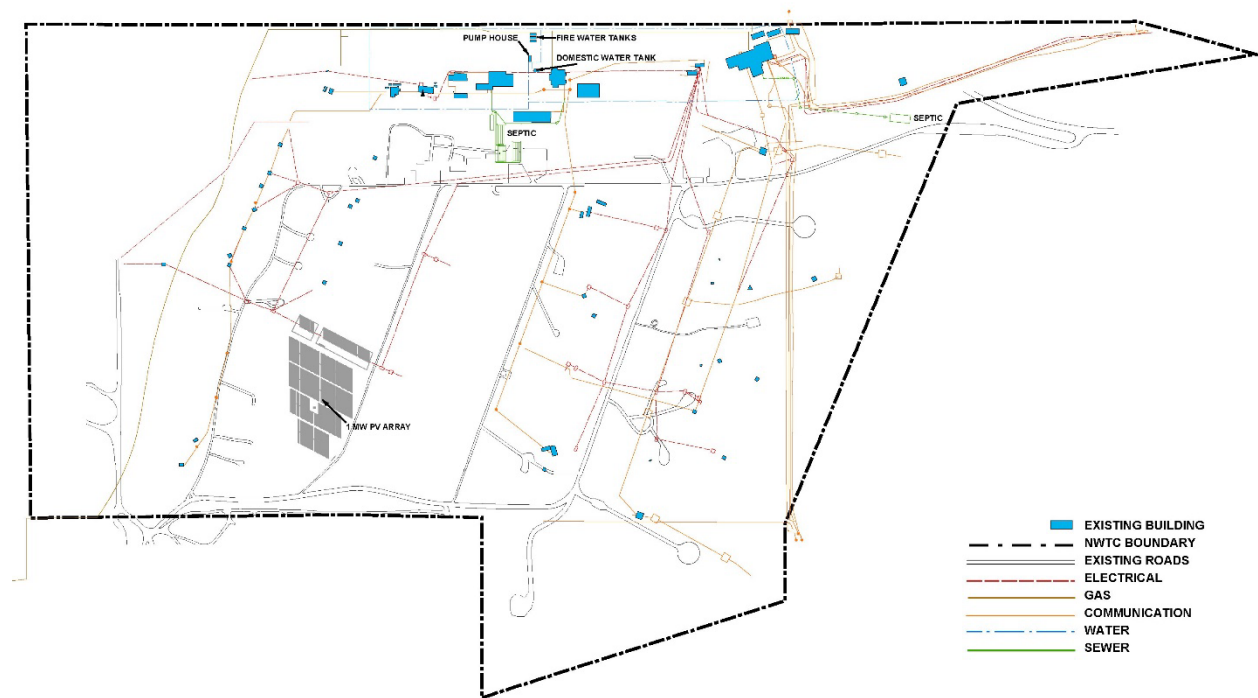 PUMP HOUSE
FIRE WATER TANKS
DOMESTIC WATER TANK
SEPTIC
SEPTIC
1 MW PV ARRAY
EXISTING BUILDING
NWTC BOUNDARY
EXISTING ROADS
ELECTRICAL
GAS
COMMUNICATION
WATER
SEWER